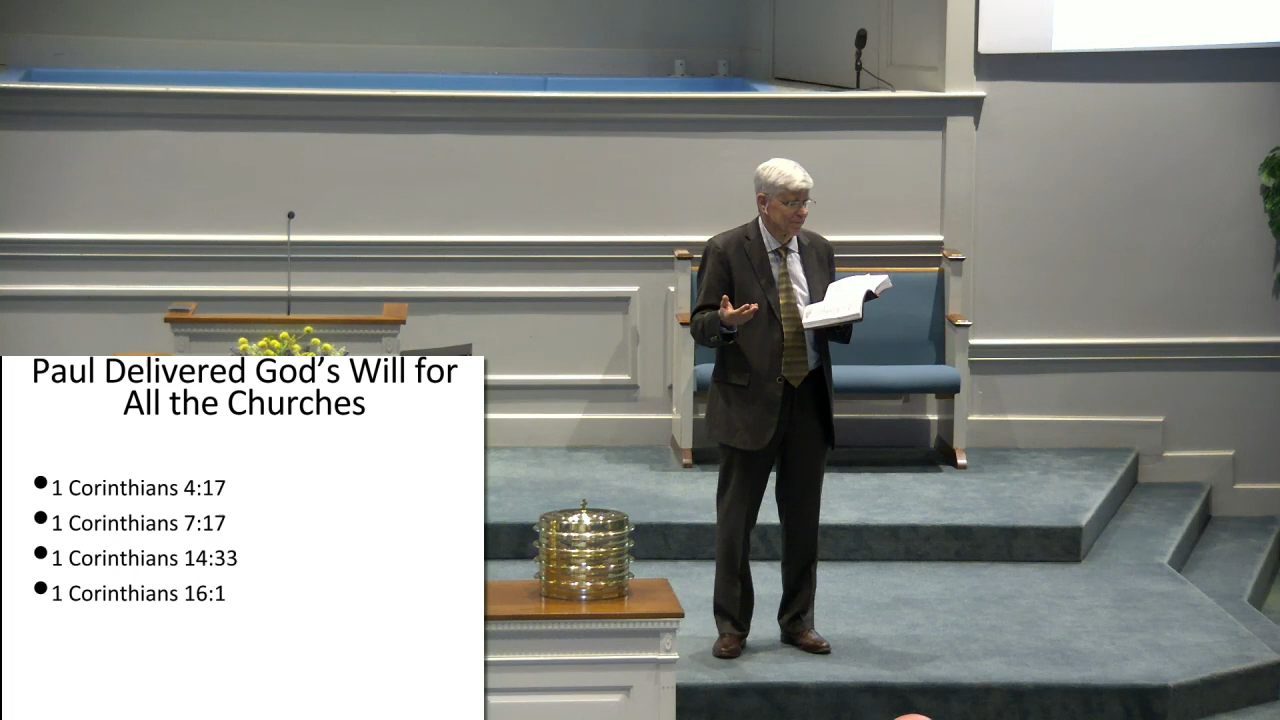 Paul Delivered God’s Will for
All the Churches
1 Corinthians 4:17
1 Corinthians 7:17
1 Corinthians 14:33
1 Corinthians 16:1